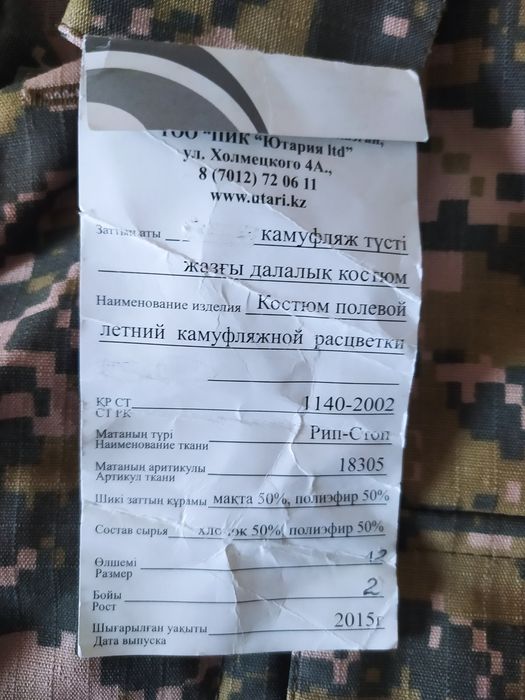 ТОО "ПИК "Ютария ltd"
ул. Холмецкого 4А.,
8 (7012) 72 06 11
www.utari.kz
Заттың аты камуфляж түсті
жазғы далалық костюм
Наименование изделия Костюм полевой
летний камуфляжной расцветки
ҚР СТ 1140-2002
СТ РК
Матаның түрі Рип-Стоп
Наименование ткани
Матаның аритикулы 18305
Артикул ткани
Шикі заттың құрамы мақта 50%, полиэфир 50%
Состав сырья хлопок 50%, полиэфир 50%
Өлшемі
Размер
Бойы 2
Рост
Шығарылған уақыты 2015г
Дата выпуска